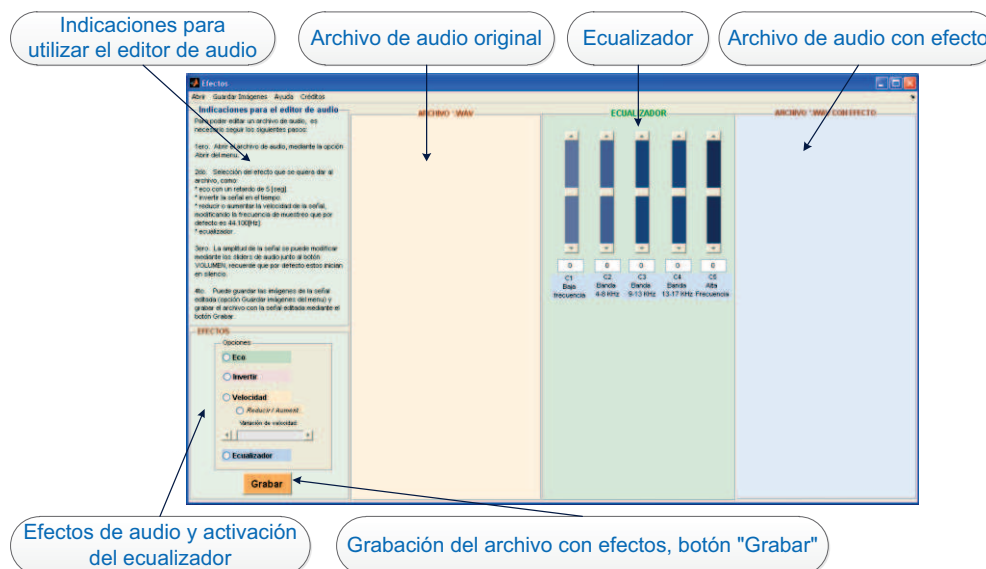 Indicaciones para
utilizar el editor de audio
Archivo de audio original
Ecualizador
Archivo de audio con efecto
Efectos
Abrir Guardar Imágenes Ayuda Créditos
Indicaciones para el editor de audio
Para poder editar un archivo de audio, es
necesario seguir los siguientes pasos:
1ero. Abrir el archivo de audio, mediante la opción
Abrir del menu.
2do. Selección del efecto que se quiera dar al
archivo, como:
* eco con un retardo de 5 [seg]
* invertir la señal en el tiempo.
* reducir o aumentar la velocidad de la señal,
modificando la frecuencia de muestreo que por
defecto es 44.100[Hz]
* ecualizador.
3ero. La amplitud de la señal se puede modificar
mediante los sliders de audio junto al botón
VOLUMEN, recuerde que por defecto estos inician
en silencio.
4to. Puede guardar las imágenes de la señal
editada (opción Guardar imágenes del menu) y
grabar el archivo con la señal editada mediante el
botón Grabar.
EFECTOS
Opciones
Eco
Invertir
Velocidad
Reducir / Aument.
Variación de velocidad
Ecualizador
Grabar
ARCHIVO *.WAV
ECUALIZADOR
0 0 0 0 0
C1 C2 C3 C4 C5
Baja Banda Banda Banda Alta
frecuencia 4-8 KHz 9-13 KHz 13-17 KHz Frecuencia
ARCHIVO *.WAV CON EFECTO
Efectos de audio y activación
del ecualizador
Grabación del archivo con efectos, botón "Grabar"